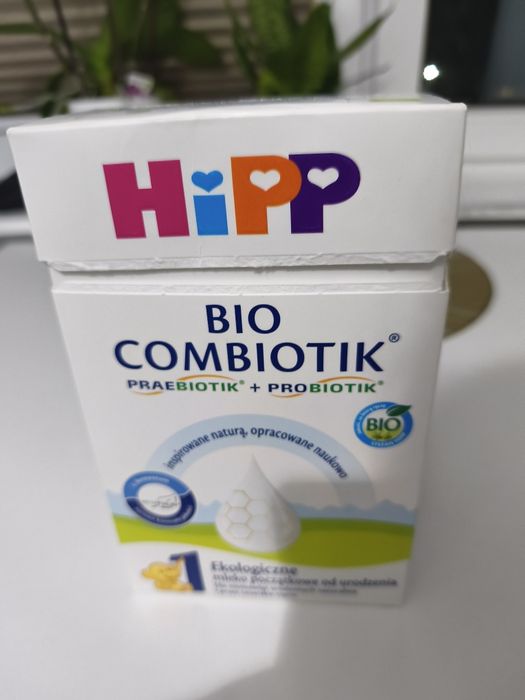 HiPP
BIO
COMBIOTIK®
PRAEBIOTIK® + PROBIOTIK®
inspirowane naturą, opracowane naukowo
BIO
1
Ekologiczne
mleko początkowe od urodzenia